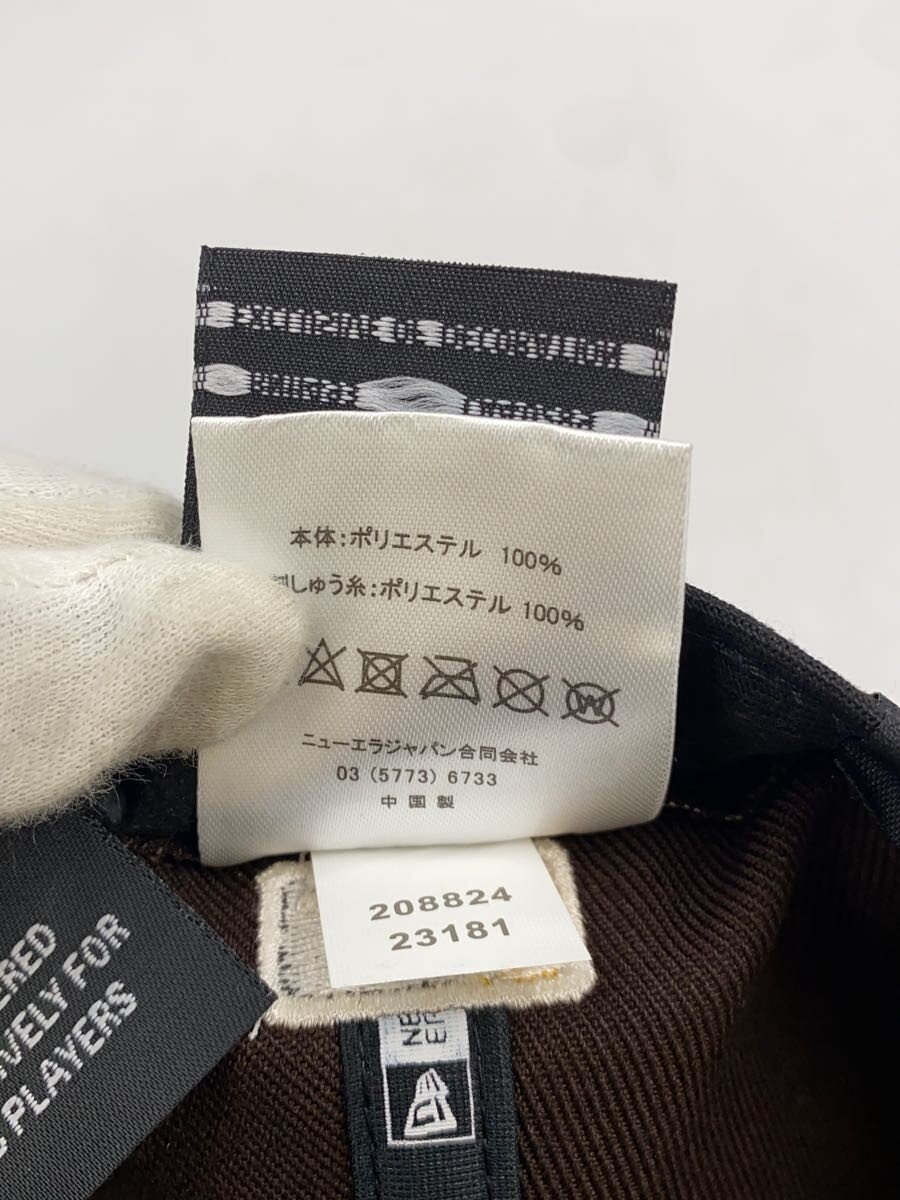 本体:ポリエステル 100%
しゅう糸:ポリエステル 100%
W
ニューエラジャパン合同会社
03 (5773) 6733
中国製
208824
23181
FOR
PLAYERS